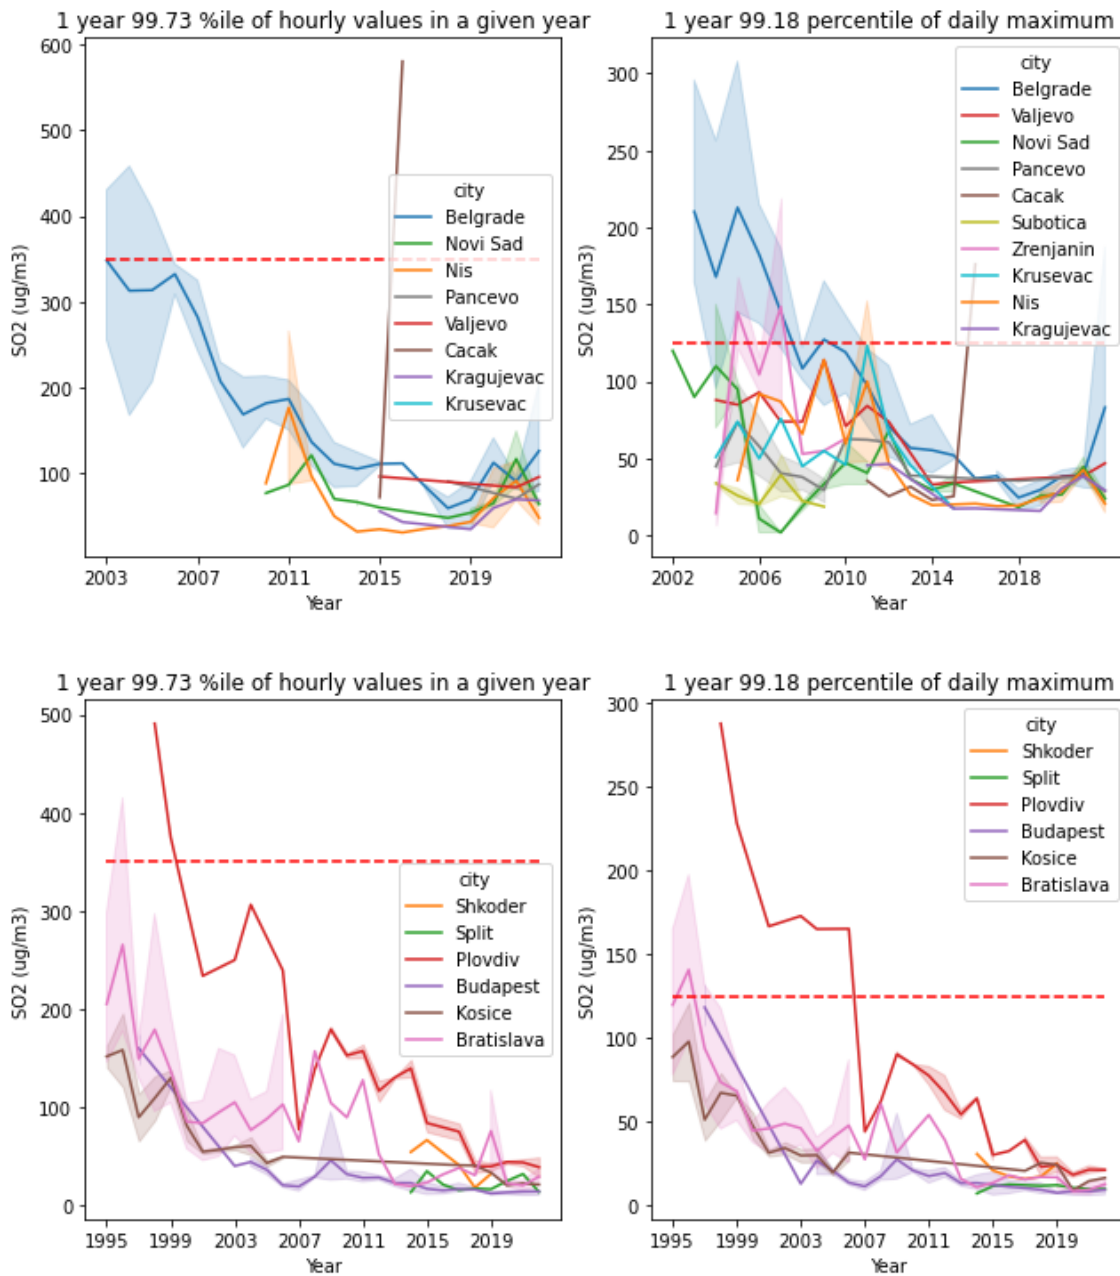 1 year 99.73 %ile of hourly values in a given year
600
500
400
300
200
100
SO2 (ug/m3)
city
Belgrade
Novi Sad
Nis
Pancevo
Valjevo
Cacak
Kragujevac
Krusevac
2003 2007 2011 2015 2019
Year
1 year 99.18 percentile of daily maximum
300
250
200
150
100
50
0
SO2 (ug/m3)
city
Belgrade
Valjevo
Novi Sad
Pancevo
Cacak
Subotica
Zrenjanin
Krusevac
Nis
Kragujevac
2002 2006 2010 2014 2018
Year
1 year 99.73 %ile of hourly values in a given year
500
400
300
200
100
0
SO2 (ug/m3)
city
Shkoder
Split
Plovdiv
Budapest
Kosice
Bratislava
1995 1999 2003 2007 2011 2015 2019
Year
1 year 99.18 percentile of daily maximum
300
250
200
150
100
50
0
SO2 (ug/m3)
city
Shkoder
Split
Plovdiv
Budapest
Kosice
Bratislava
1995 1999 2003 2007 2011 2015 2019
Year